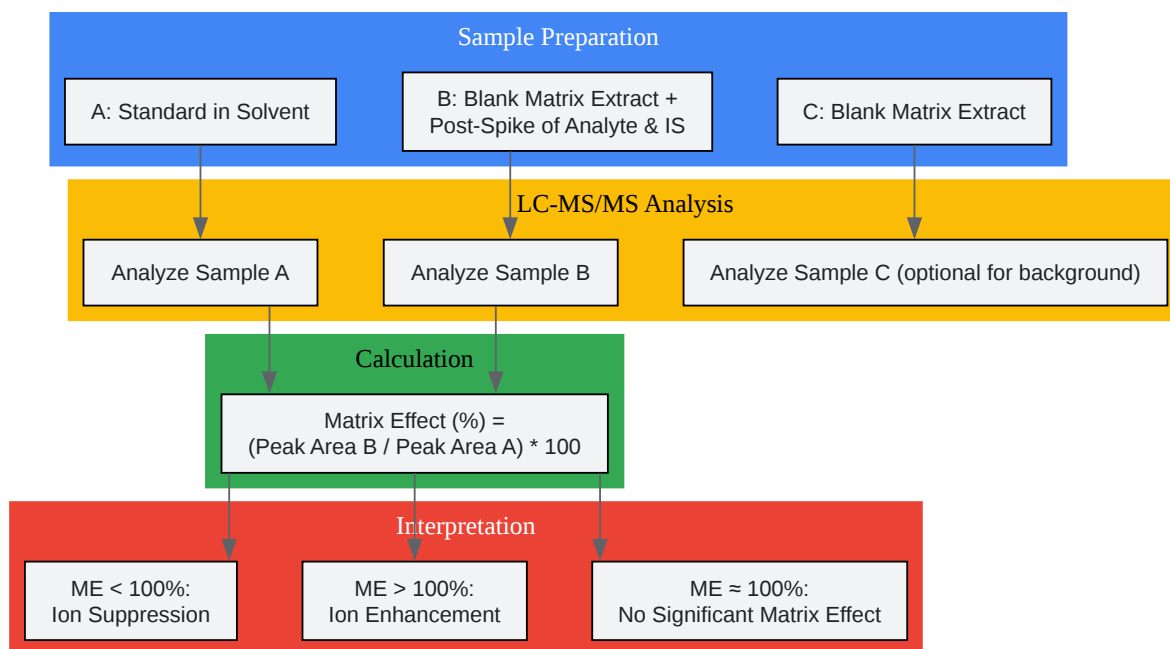 Sample Preparation
A: Standard in Solvent
B: Blank Matrix Extract +
Post-Spike of Analyte & IS
C: Blank Matrix Extract
LC-MS/MS Analysis
Analyze Sample A
Analyze Sample B
Analyze Sample C (optional for background)
Calculation
Matrix Effect (%) =
(Peak Area B / Peak Area A) * 100
Interpretation
ME < 100%:
Ion Suppression
ME > 100%:
Ion Enhancement
ME ≈ 100%:
No Significant Matrix Effect